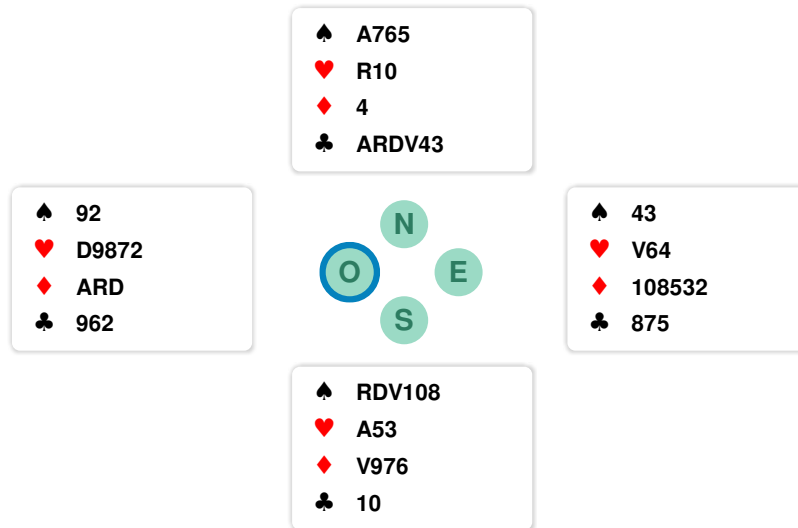 ♠ A765
♥ R10
♦ 4
♣ ARDV43
♠ 92
♥ D9872
♦ ARD
♣ 962
N
O
E
S
♠ 43
♥ V64
♦ 108532
♣ 875
♠ RDV108
♥ A53
♦ V976
♣ 10